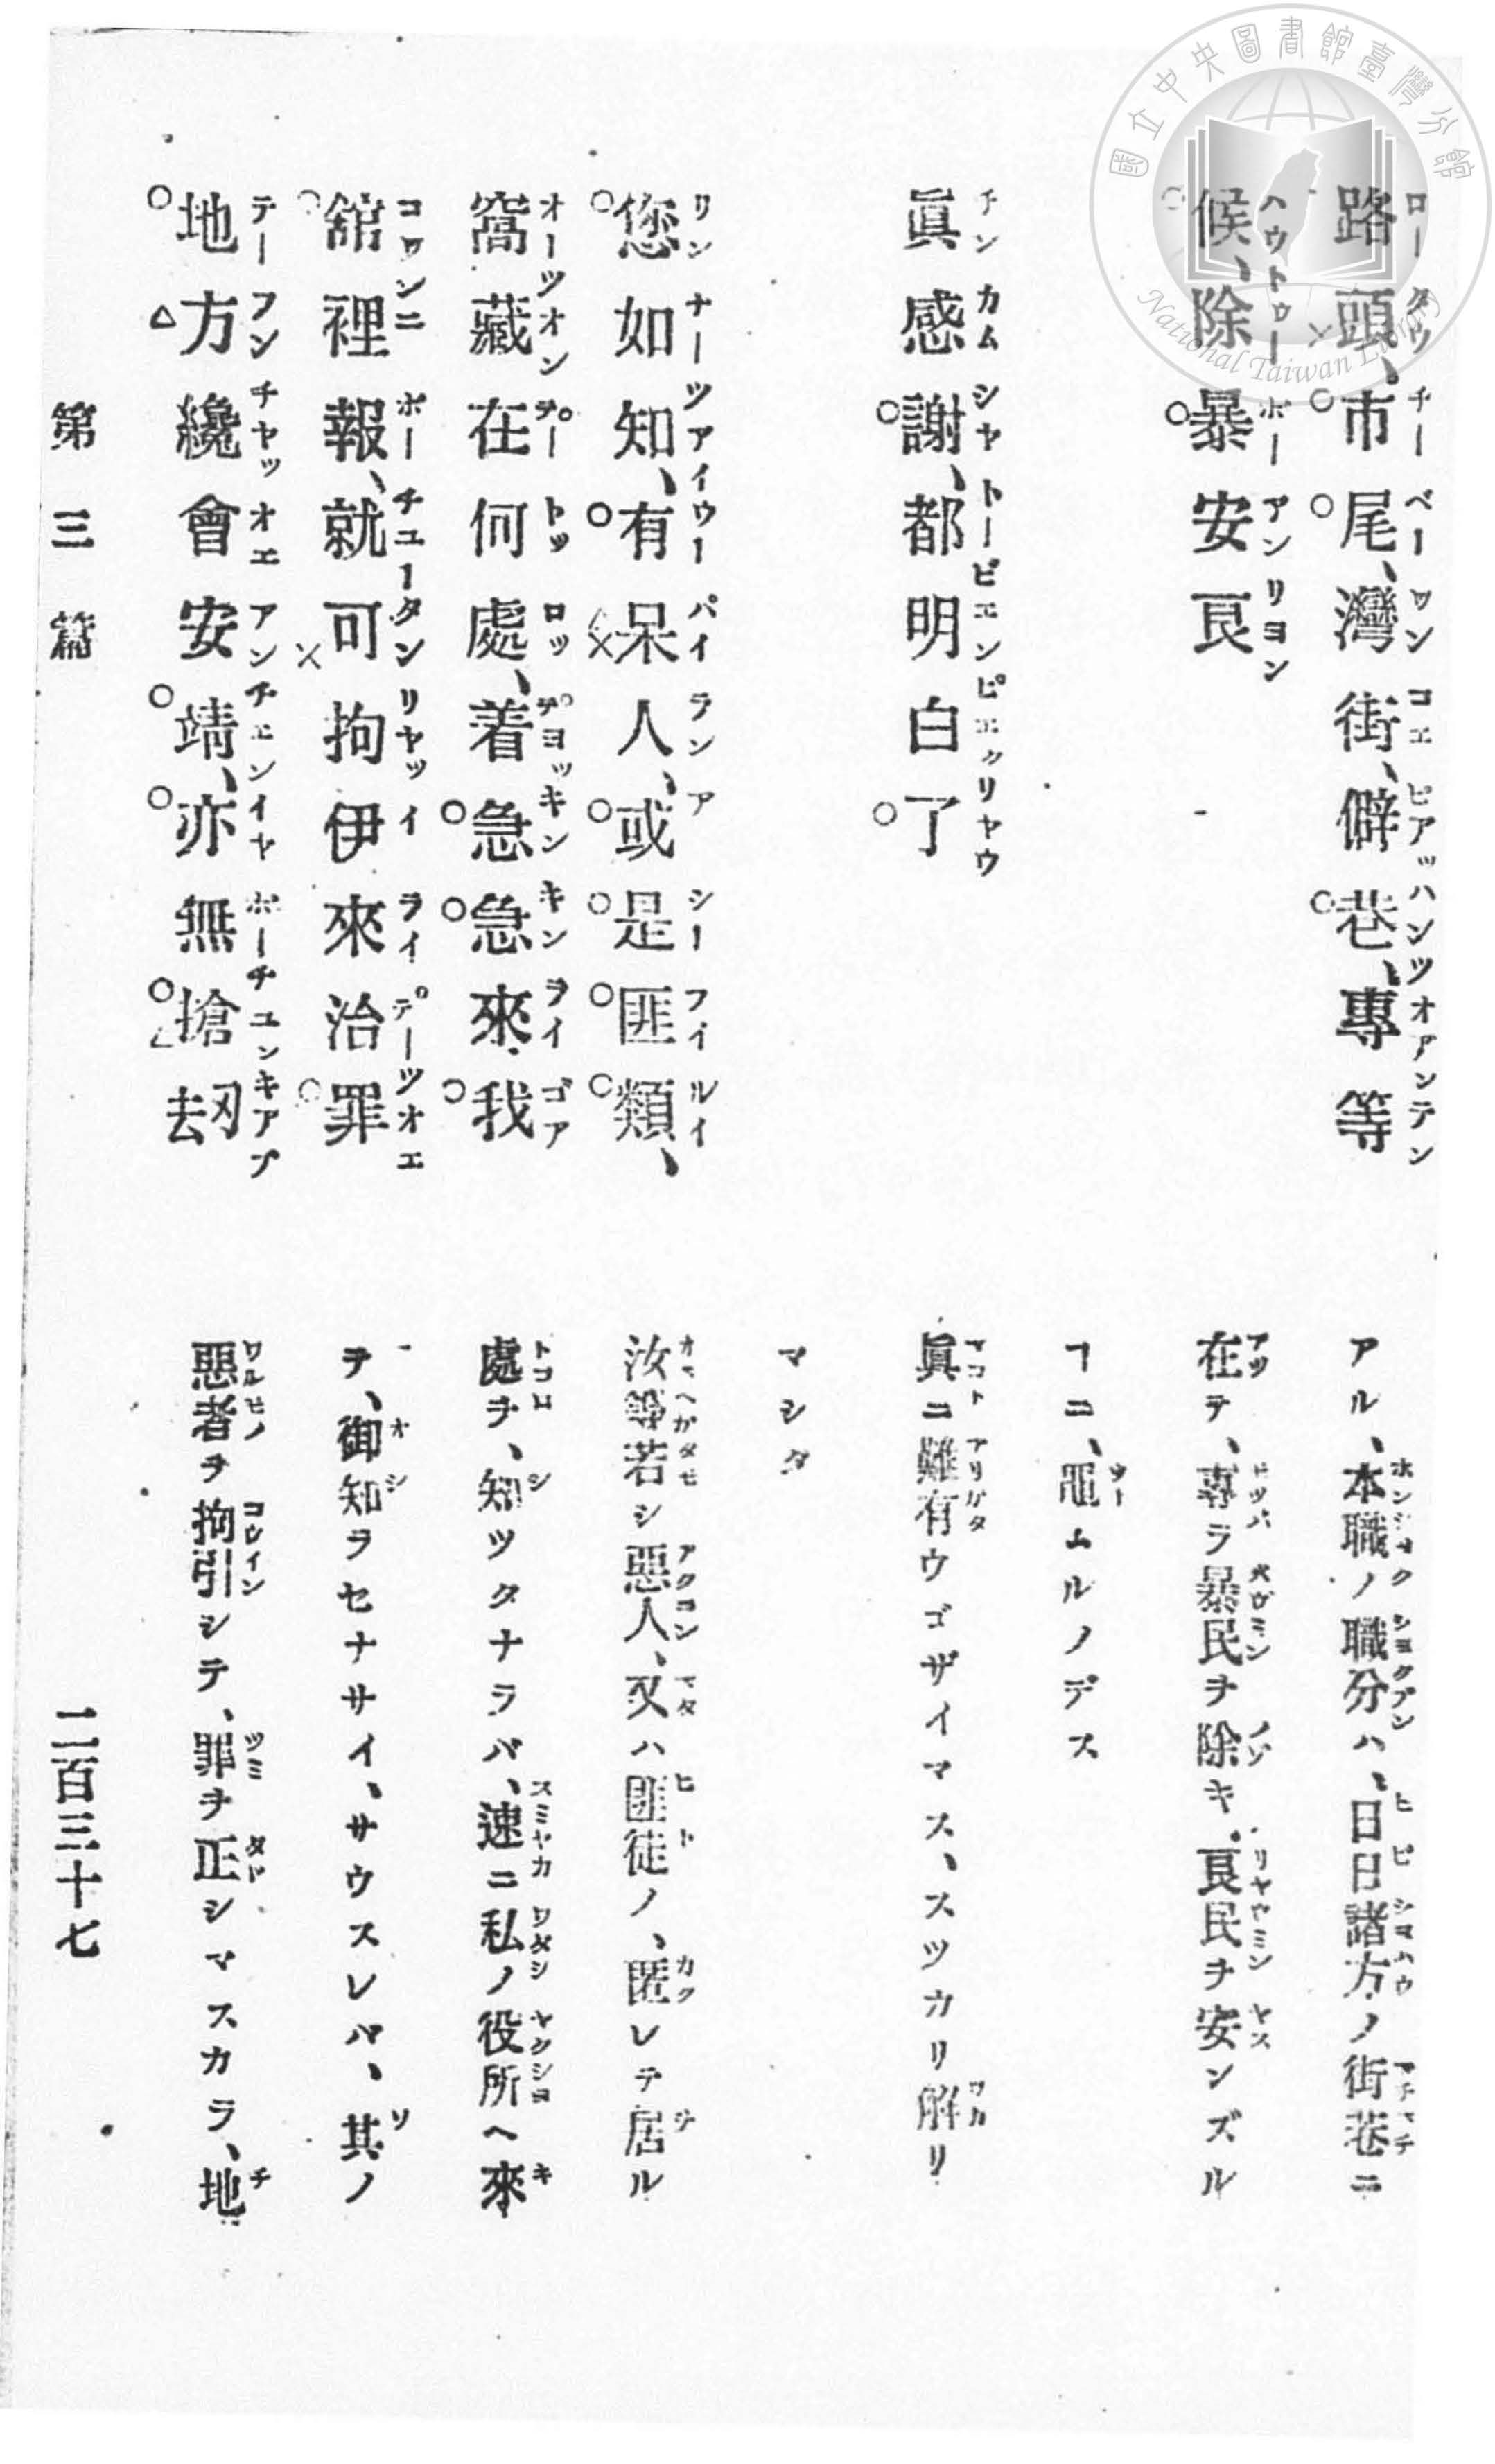 國立中央圖書館臺灣分館
National Taiwan Library
路頭、市尾、灣街、僻巷、專等
候、除暴安良
眞感謝、都明白了
您如知、有呆人、或是匪類、
窩藏在何處、着急急來我
舘裡報、就可拘伊來治罪
地方纔會安靖、亦無搶刧
アル、本職ノ職分ハ、日日諸方ノ街巷ニ
在テ、專ラ暴民ヲ除キ、良民ヲ安ンズル
ヿニ、ムルノデス
眞ニ難有ウゴザイマス、スツカリ解リ
マシタ
汝等若シ惡人、又ハ匪徒ノ、匿レテ居ル
處ヲ、知ツタナラバ、速ニ私ノ役所ヘ來
テ、御知ラセナサイ、サウスレバ、其ノ
惡者ヲ拘引シテ、罪ヲ正シマスカラ、地
第三篇
二百三十七